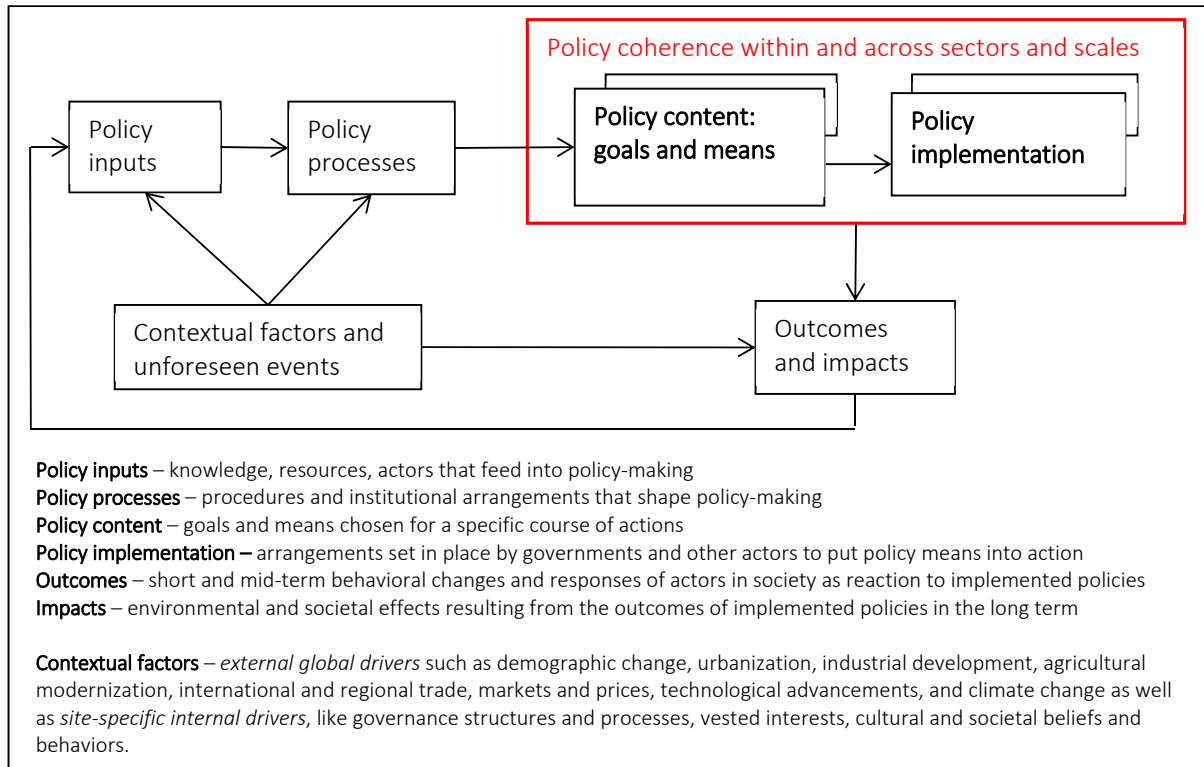 Policy coherence within and across sectors and scales
Policy
inputs
Policy
processes
Policy content:
goals and means
Policy
implementation
Contextual factors and
unforeseen events
Outcomes
and impacts
Policy inputs – knowledge, resources, actors that feed into policy-making
Policy processes – procedures and institutional arrangements that shape policy-making
Policy content – goals and means chosen for a specific course of actions
Policy implementation – arrangements set in place by governments and other actors to put policy means into action
Outcomes – short and mid-term behavioral changes and responses of actors in society as reaction to implemented policies
Impacts – environmental and societal effects resulting from the outcomes of implemented policies in the long term
Contextual factors – external global drivers such as demographic change, urbanization, industrial development, agricultural
modernization, international and regional trade, markets and prices, technological advancements, and climate change as well
as site-specific internal drivers, like governance structures and processes, vested interests, cultural and societal beliefs and
behaviors.